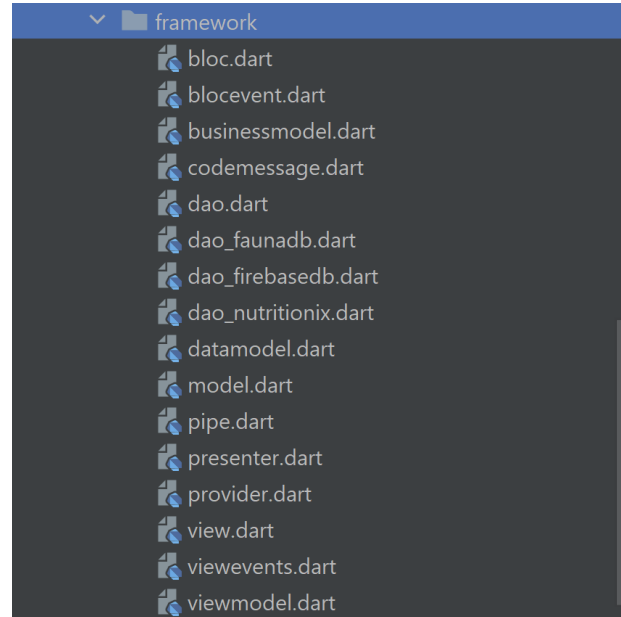 framework
bloc.dart
blocevent.dart
businessmodel.dart
codemessage.dart
dao.dart
dao_faunadb.dart
dao_firebasedb.dart
dao_nutritionix.dart
datamodel.dart
model.dart
pipe.dart
presenter.dart
provider.dart
view.dart
viewevents.dart
viewmodel.dart